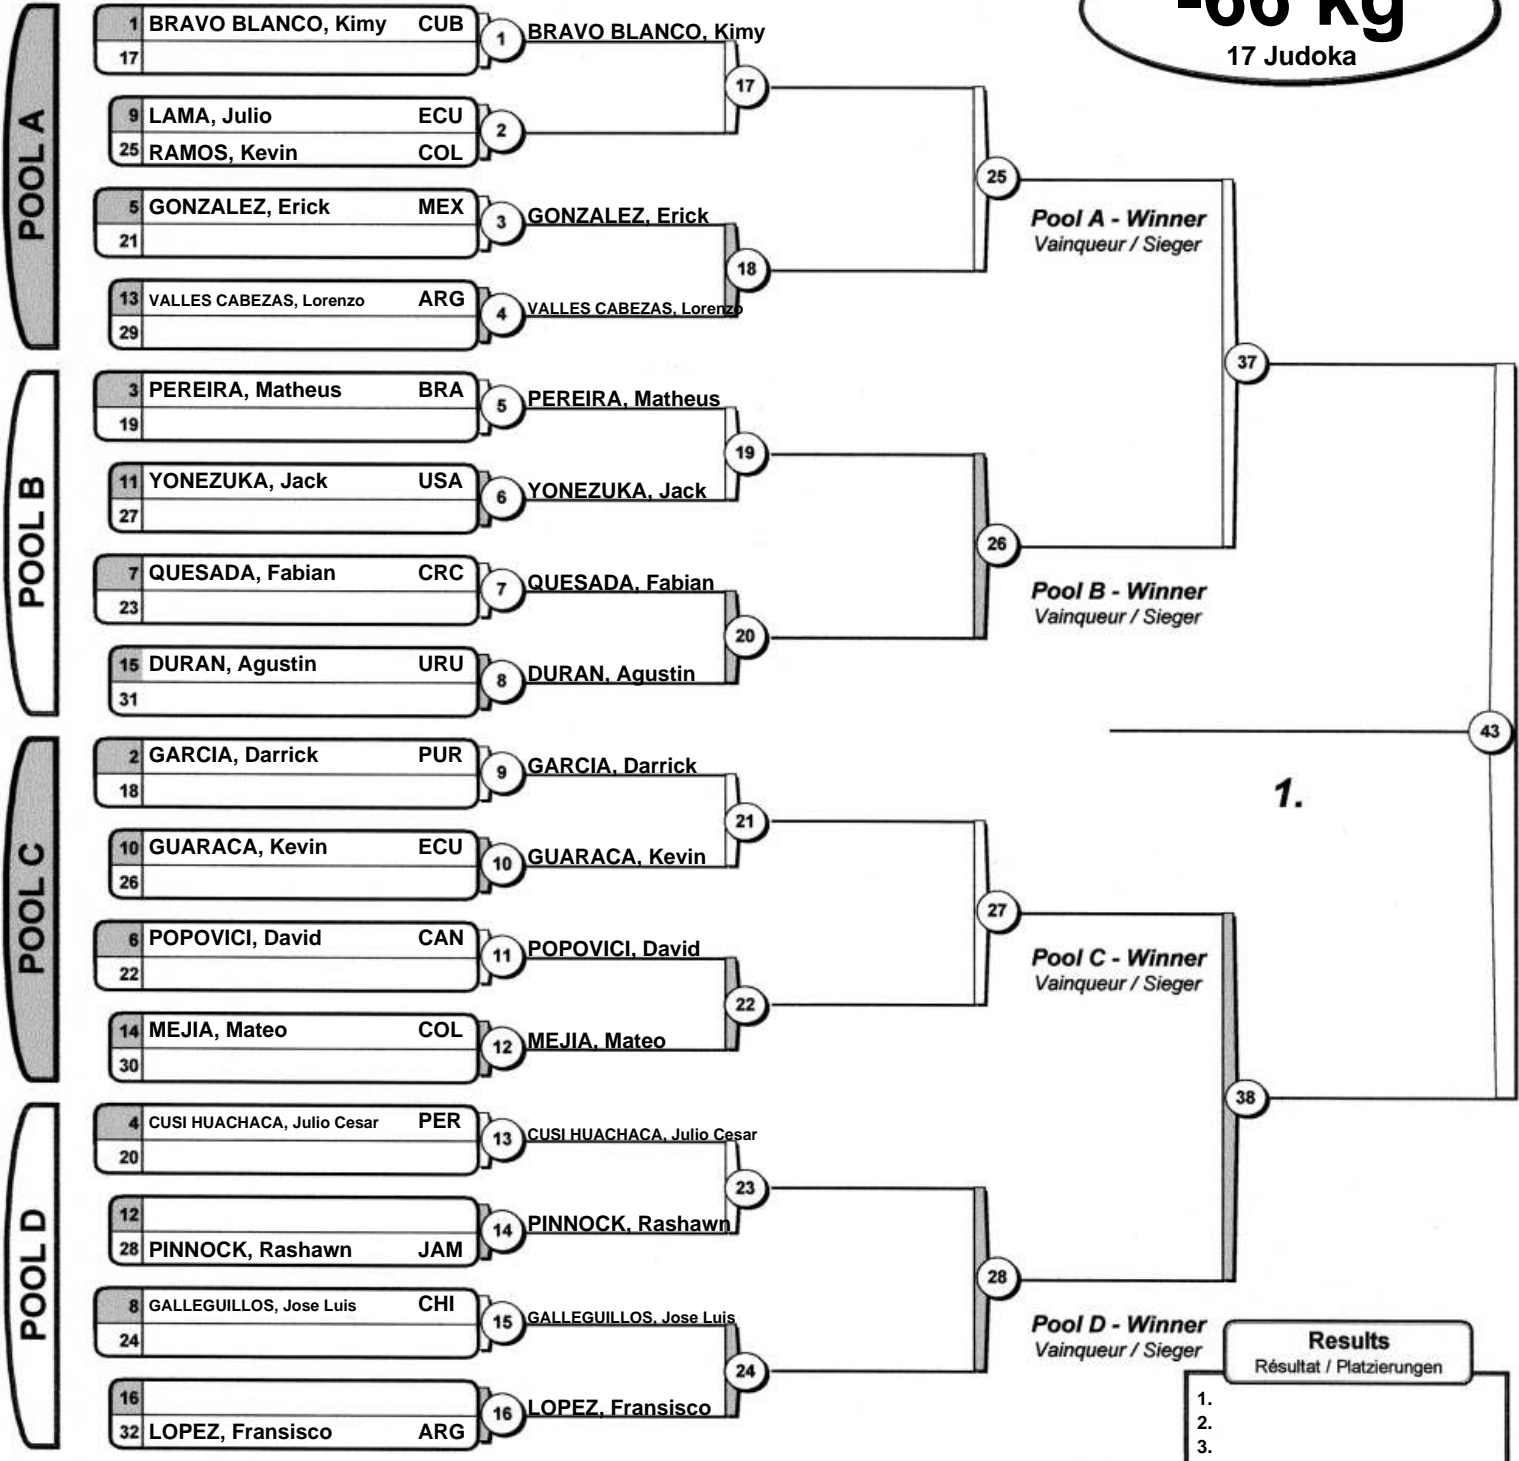 -66 kg
17 Judoka
POOL A
1 BRAVO BLANCO, Kimy CUB
17
1 BRAVO BLANCO, Kimy
17
9 LAMA, Julio ECU
25 RAMOS, Kevin COL
2
5 GONZALEZ, Erick MEX
21
3 GONZALEZ, Erick
18
13 VALLES CABEZAS, Lorenzo ARG
29
4 VALLES CABEZAS, Lorenzo
25
Pool A - Winner
Vainqueur / Sieger
POOL B
3 PEREIRA, Matheus BRA
19
5 PEREIRA, Matheus
19
11 YONEZUKA, Jack USA
27
6 YONEZUKA, Jack
7 QUESADA, Fabian CRC
23
7 QUESADA, Fabian
20
15 DURAN, Agustin URU
31
8 DURAN, Agustin
26
Pool B - Winner
Vainqueur / Sieger
37
POOL C
2 GARCIA, Darrick PUR
18
9 GARCIA, Darrick
21
10 GUARACA, Kevin ECU
26
10 GUARACA, Kevin
6 POPOVICI, David CAN
22
11 POPOVICI, David
22
14 MEJIA, Mateo COL
30
12 MEJIA, Mateo
27
Pool C - Winner
Vainqueur / Sieger
43
1.
POOL D
4 CUSI HUACHACA, Julio Cesar PER
20
13 CUSI HUACHACA, Julio Cesar
23
12
28 PINNOCK, Rashawn JAM
14 PINNOCK, Rashawn
8 GALLEGUILLOS, Jose Luis CHI
24
15 GALLEGUILLOS, Jose Luis
24
16
32 LOPEZ, Fransisco ARG
16 LOPEZ, Fransisco
28
Pool D - Winner
Vainqueur / Sieger
38
Results
Résultat / Platzierungen
1.
2.
3.